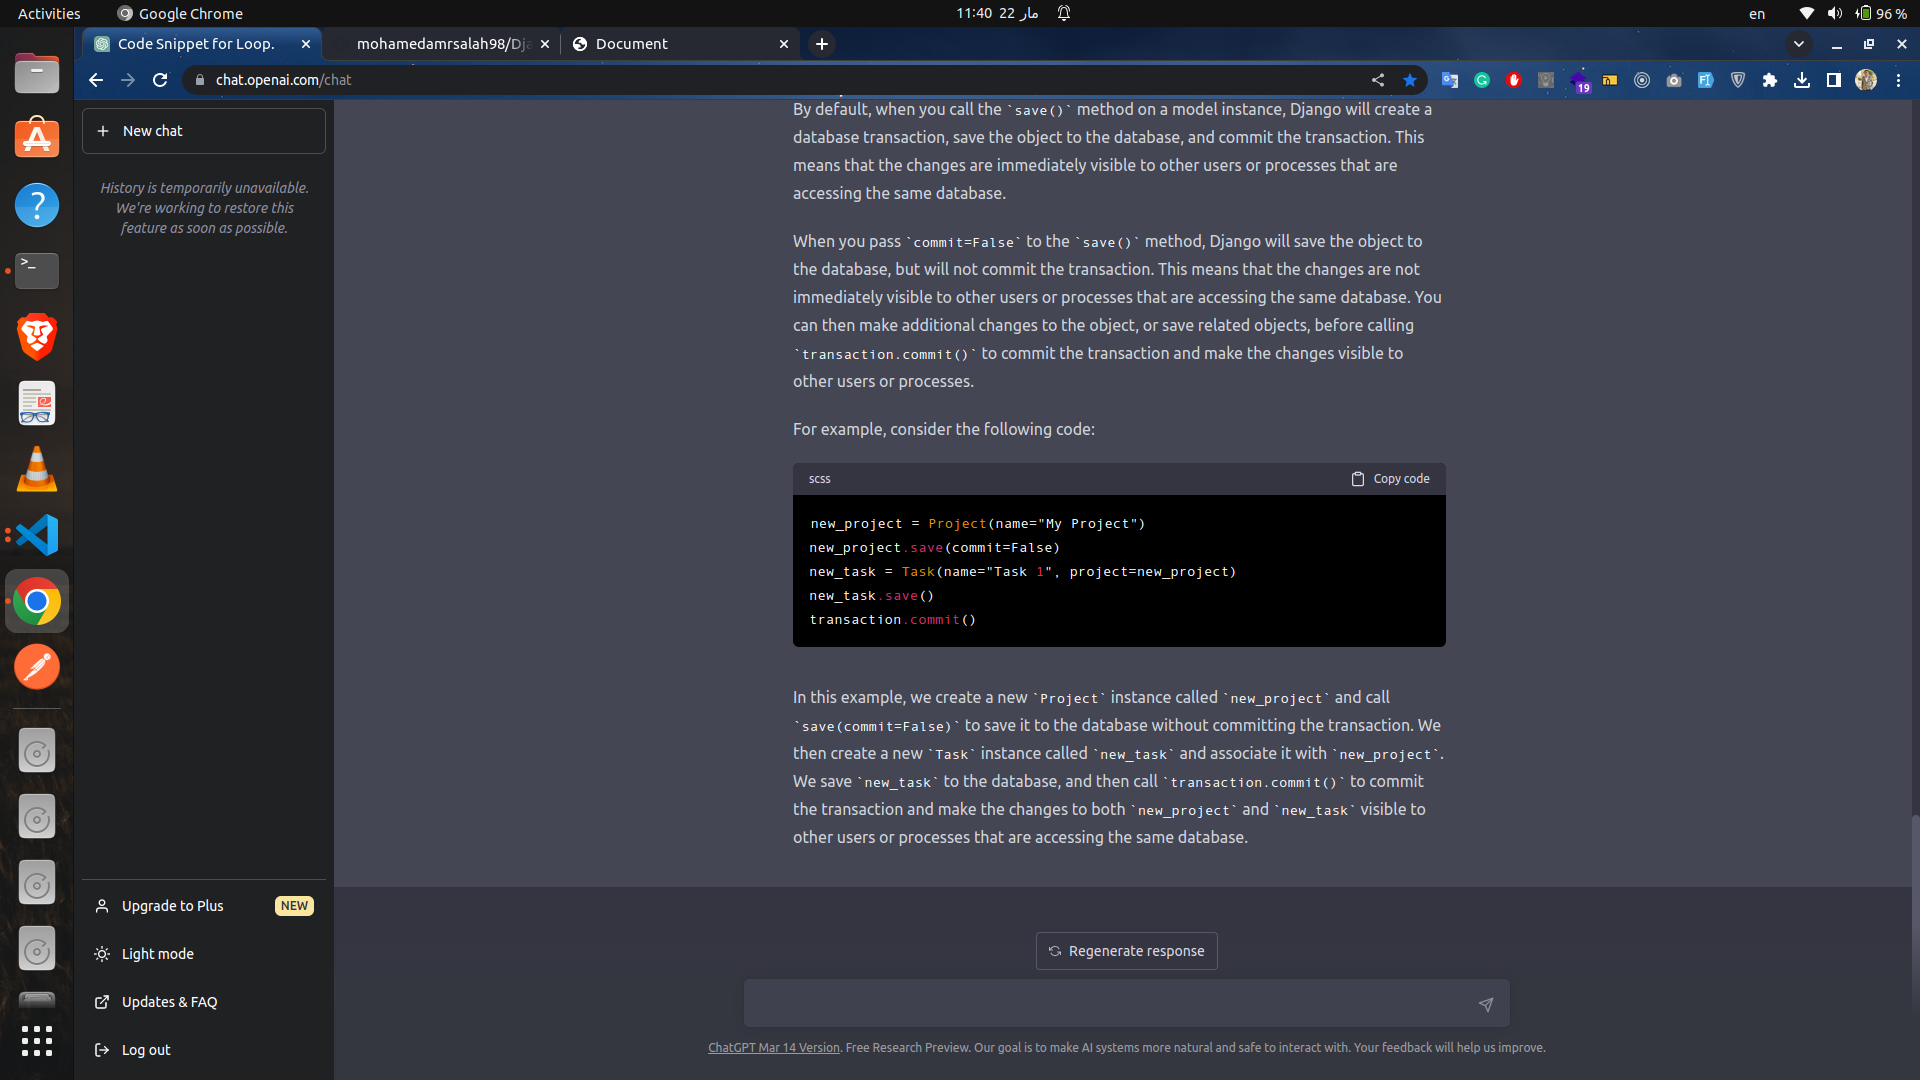 Activities
Google Chrome
11:40 22 مار
en
96 %
Code Snippet for Loop.
mohamedamrsalah98/Dja
Document
chat.openai.com/chat
19
New chat
History is temporarily unavailable.
We're working to restore this
feature as soon as possible.
By default, when you call the `save()` method on a model instance, Django will create a
database transaction, save the object to the database, and commit the transaction. This
means that the changes are immediately visible to other users or processes that are
accessing the same database.
When you pass `commit=False` to the `save()` method, Django will save the object to
the database, but will not commit the transaction. This means that the changes are not
immediately visible to other users or processes that are accessing the same database. You
can then make additional changes to the object, or save related objects, before calling
`transaction.commit()` to commit the transaction and make the changes visible to
other users or processes.
For example, consider the following code:
scss
Copy code
new_project = Project(name="My Project")
new_project.save(commit=False)
new_task = Task(name="Task 1", project=new_project)
new_task.save()
transaction.commit()
In this example, we create a new `Project` instance called `new_project` and call
`save(commit=False)` to save it to the database without committing the transaction. We
then create a new `Task` instance called `new_task` and associate it with `new_project`.
We save `new_task` to the database, and then call `transaction.commit()` to commit
the transaction and make the changes to both `new_project` and `new_task` visible to
other users or processes that are accessing the same database.
Upgrade to Plus
NEW
Light mode
Updates & FAQ
Log out
Regenerate response
ChatGPT Mar 14 Version. Free Research Preview. Our goal is to make AI systems more natural and safe to interact with. Your feedback will help us improve.